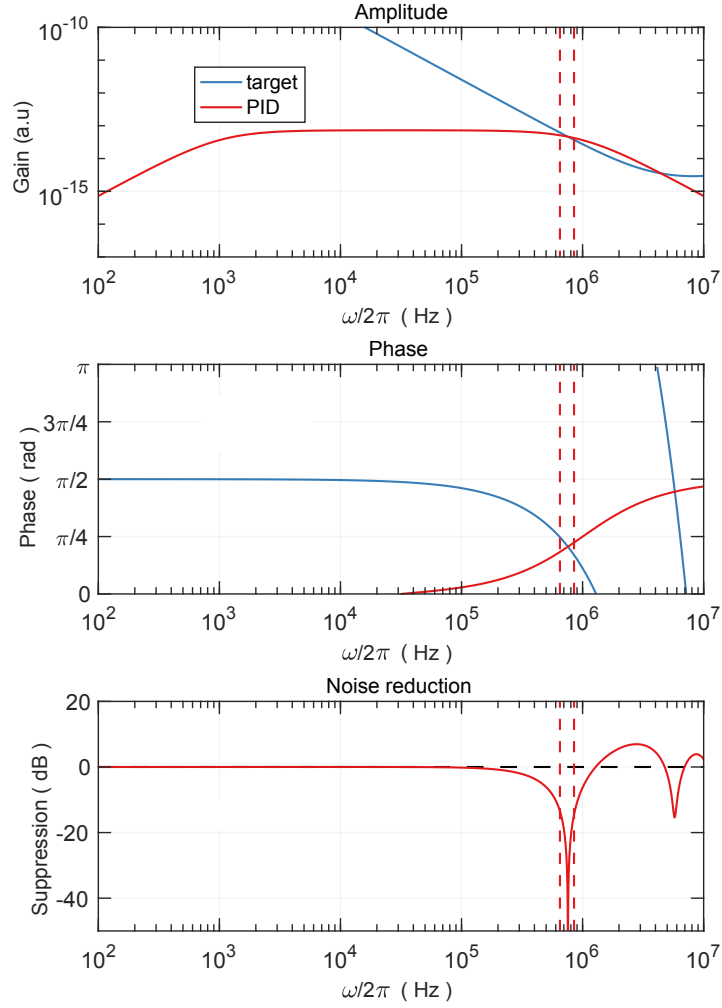 Amplitude
10^-10
10^-15
Gain (a.u)
target
PID
10^2 10^3 10^4 10^5 10^6 10^7
ω/2π ( Hz )
Phase
π
3π/4
π/2
π/4
0
Phase ( rad )
10^2 10^3 10^4 10^5 10^6 10^7
ω/2π ( Hz )
Noise reduction
20
0
-20
-40
Suppression ( dB )
10^2 10^3 10^4 10^5 10^6 10^7
ω/2π ( Hz )